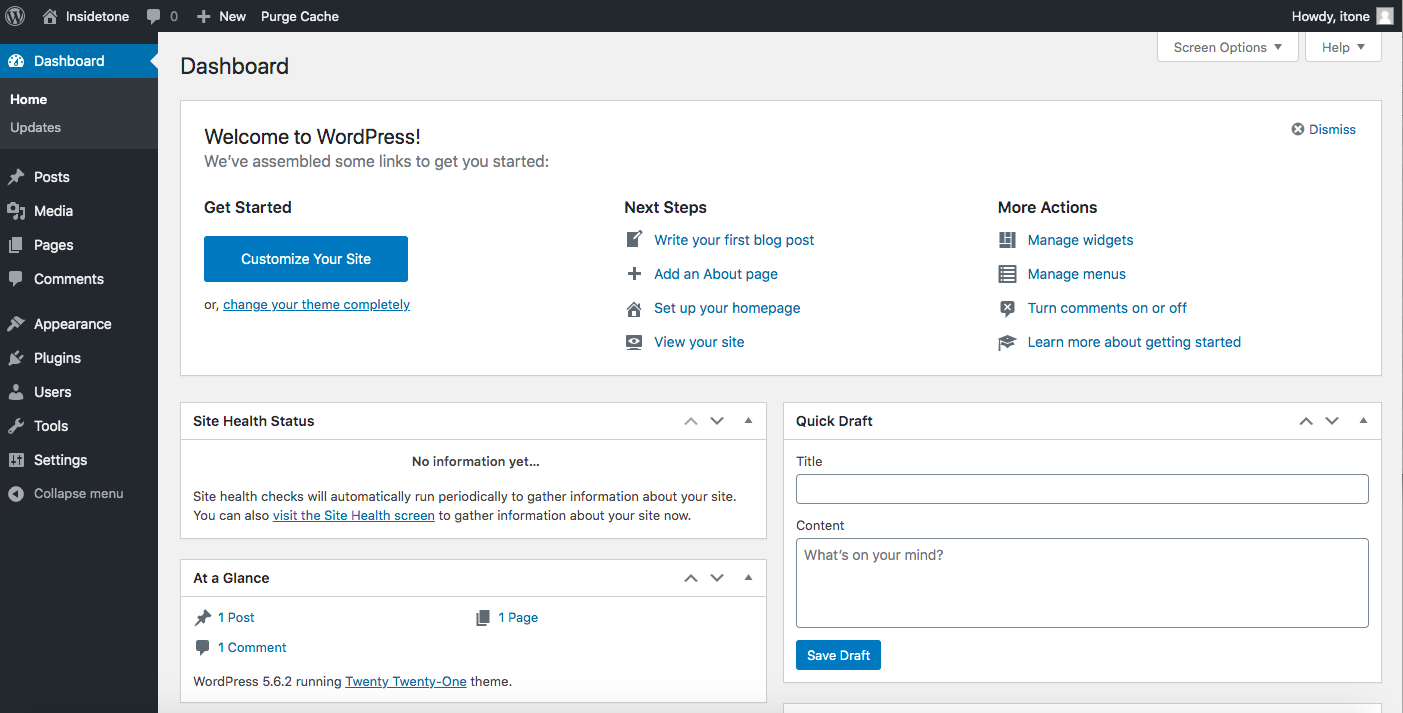 Insidetone 0 New Purge Cache Howdy, itone
Dashboard
Home
Updates
Posts
Media
Pages
Comments
Appearance
Plugins
Users
Tools
Settings
Collapse menu
Screen Options Help
Dashboard
Welcome to WordPress!
We've assembled some links to get you started:
Dismiss
Get Started
Customize Your Site
or, change your theme completely
Next Steps
Write your first blog post
Add an About page
Set up your homepage
View your site
More Actions
Manage widgets
Manage menus
Turn comments on or off
Learn more about getting started
Site Health Status
No information yet...
Site health checks will automatically run periodically to gather information about your site.
You can also visit the Site Health screen to gather information about your site now.
At a Glance
1 Post 1 Page
1 Comment
WordPress 5.6.2 running Twenty Twenty-One theme.
Quick Draft
Title
Content
What's on your mind?
Save Draft